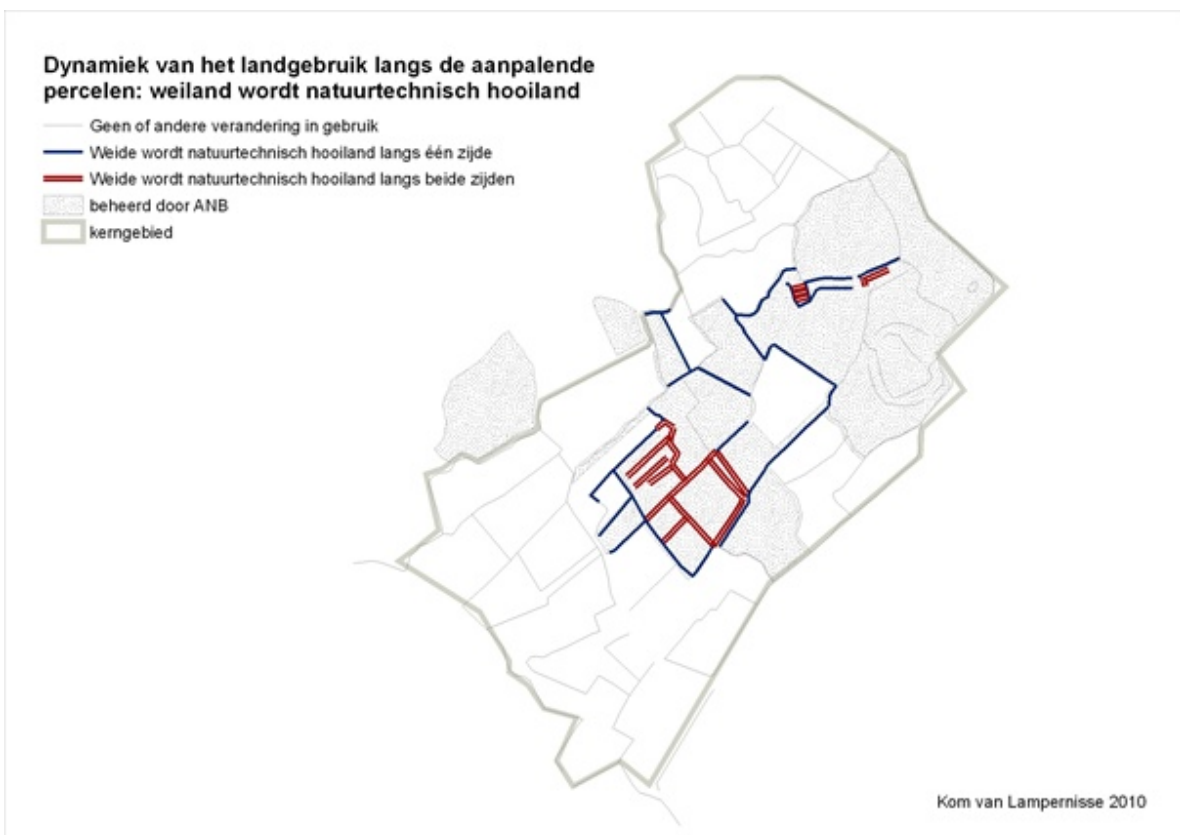 Dynamiek van het landgebruik langs de aanpalende
percelen: weiland wordt natuurtechnisch hooiland
Geen of andere verandering in gebruik
Weide wordt natuurtechnisch hooiland langs één zijde
Weide wordt natuurtechnisch hooiland langs beide zijden
beheerd door ANB
kerngebied
Kom van Lampernisse 2010